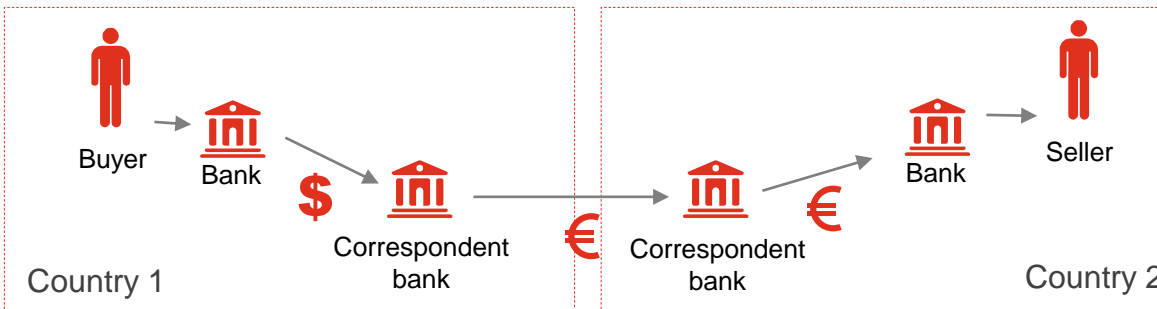 Buyer
Bank
$
Correspondent
bank
€
Correspondent
bank
€
Bank
Seller
Country 1
Country 2